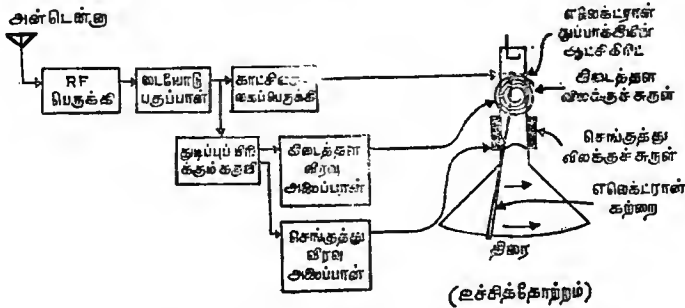 அன்டென்னா
RF
பெருக்கி
டையோடு
பகுப்பான்
எலெக்ட்ரான்
துப்பாக்கியின்
ஆட்சிகிரிட்
கிடைத்தள
விலக்குச் சுருள்
செங்குத்து
விலக்குச் சுருள்
கிடைத்தள
விரவு
அலைப்பான்
செங்குத்து
விரவு
அலைப்பான்
எலெக்ட்ரான்
கற்றை
திரை
(உச்சித்தோற்றம்)